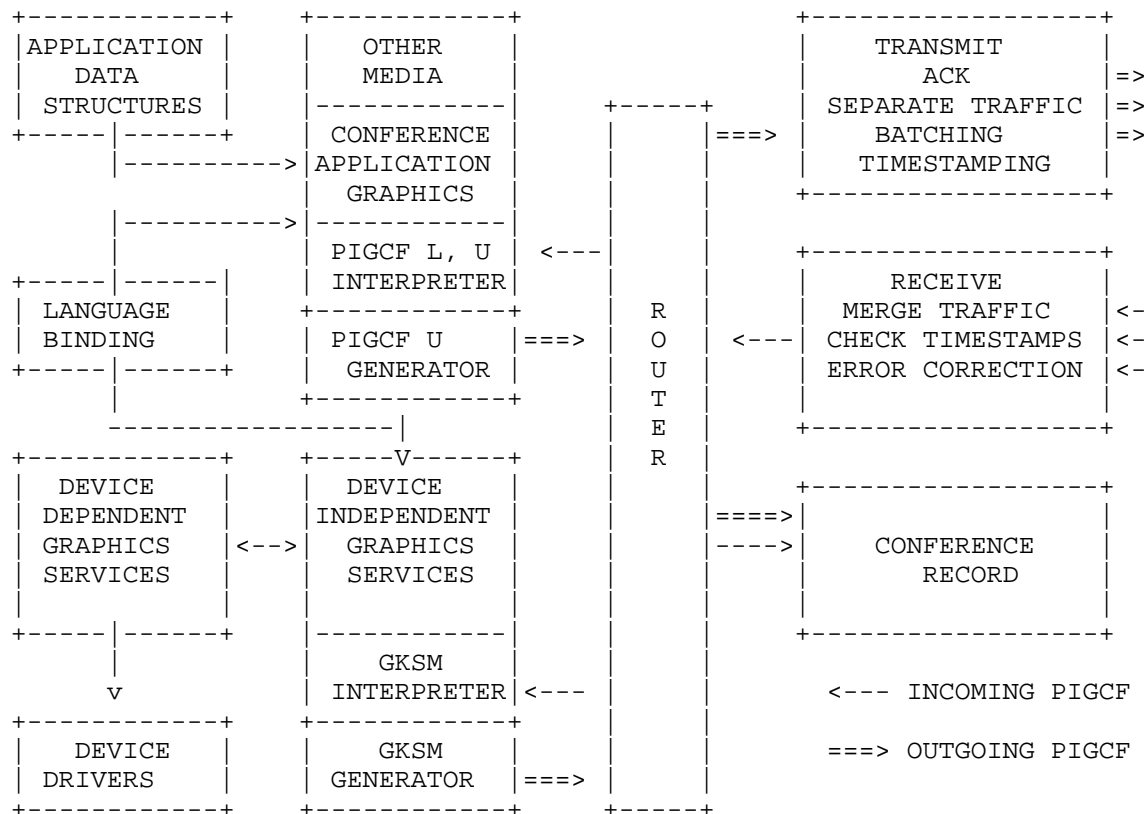 APPLICATION
DATA
STRUCTURES
OTHER
MEDIA
CONFERENCE
APPLICATION
GRAPHICS
PIGCF L, U
INTERPRETER
PIGCF U
GENERATOR
LANGUAGE
BINDING
DEVICE
DEPENDENT
GRAPHICS
SERVICES
DEVICE
INDEPENDENT
GRAPHICS
SERVICES
GKSM
INTERPRETER
GKSM
GENERATOR
DEVICE
DRIVERS
R
O
U
T
E
R
TRANSMIT
ACK
SEPARATE TRAFFIC
BATCHING
TIMESTAMPING
RECEIVE
MERGE TRAFFIC
CHECK TIMESTAMPS
ERROR CORRECTION
CONFERENCE
RECORD
<--- INCOMING PIGCF
===> OUTGOING PIGCF